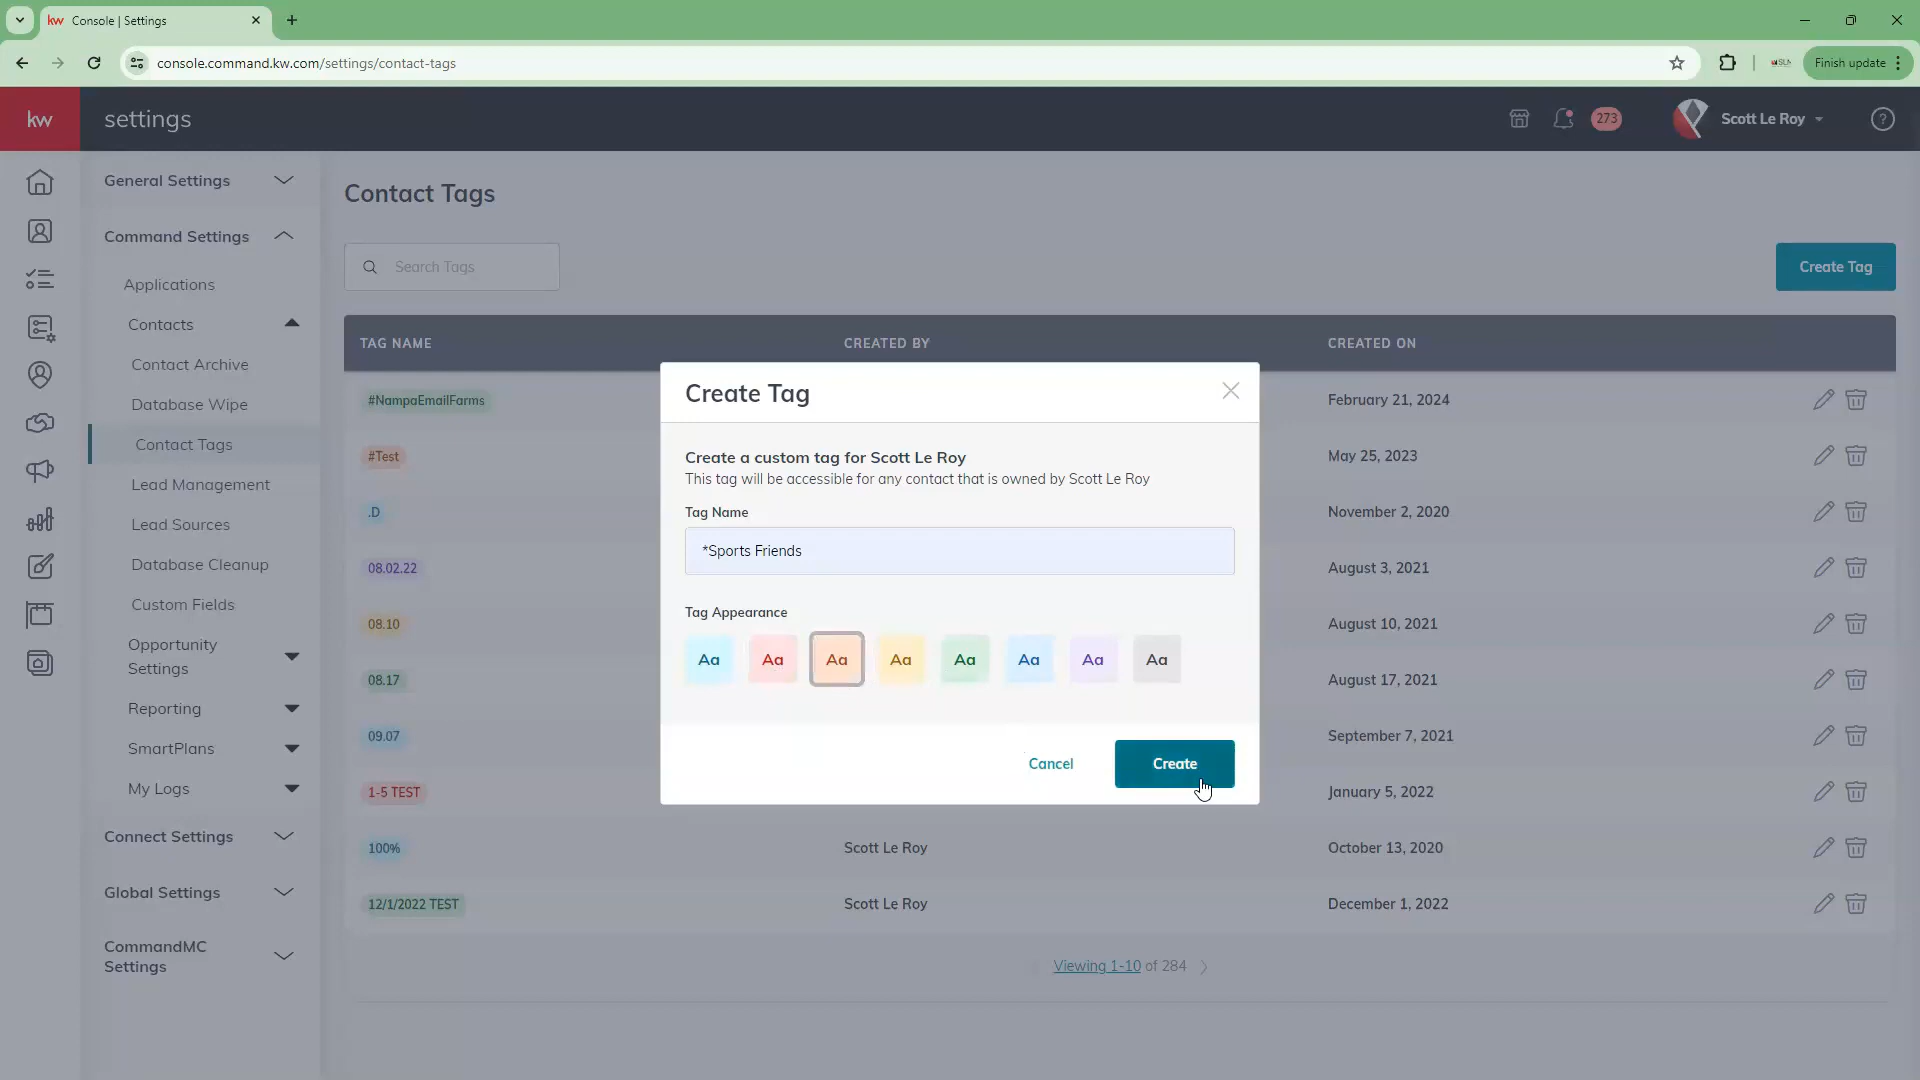 kw Console | Settings
console.command.kw.com/settings/contact-tags
Finish update
kw settings
273 Scott Le Roy ?
General Settings
Command Settings
Applications
Contacts
Contact Archive
Database Wipe
Contact Tags
Lead Management
Lead Sources
Database Cleanup
Custom Fields
Opportunity
Settings
Reporting
SmartPlans
My Logs
Connect Settings
Global Settings
CommandMC
Settings
Contact Tags
Search Tags
Create Tag
TAG NAME CREATED BY CREATED ON
#NampaEmailFarms February 21, 2024
#Test May 25, 2023
.D November 2, 2020
08.02.22 August 3, 2021
08.10 August 10, 2021
08.17 August 17, 2021
09.07 September 7, 2021
1-5 TEST January 5, 2022
100% Scott Le Roy October 13, 2020
12/1/2022 TEST Scott Le Roy December 1, 2022
Viewing 1-10 of 284
Create Tag
Create a custom tag for Scott Le Roy
This tag will be accessible for any contact that is owned by Scott Le Roy
Tag Name
*Sports Friends
Tag Appearance
Aa Aa Aa Aa Aa Aa Aa Aa
Cancel Create